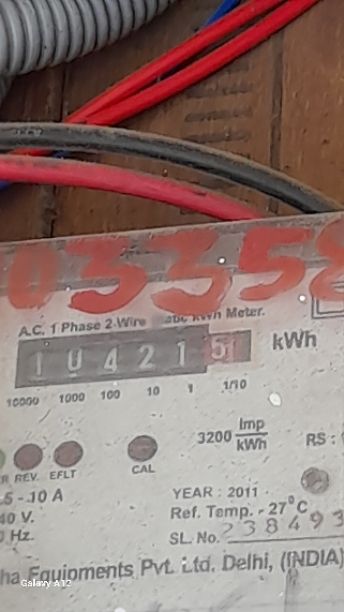 03358
A.C. 1 Phase 2-Wire kWh Meter.
10421 5 kWh
10000 1000 100 10 1 1/10
3200 Imp/kWh
RS :
REV. EFLT CAL
5 - 10 A
YEAR : 2011
40 V.
Ref. Temp. - 27°C
Hz.
SL. No. 238493
ha Equipments Pvt. Ltd. Delhi, (INDIA)
Galaxy A12